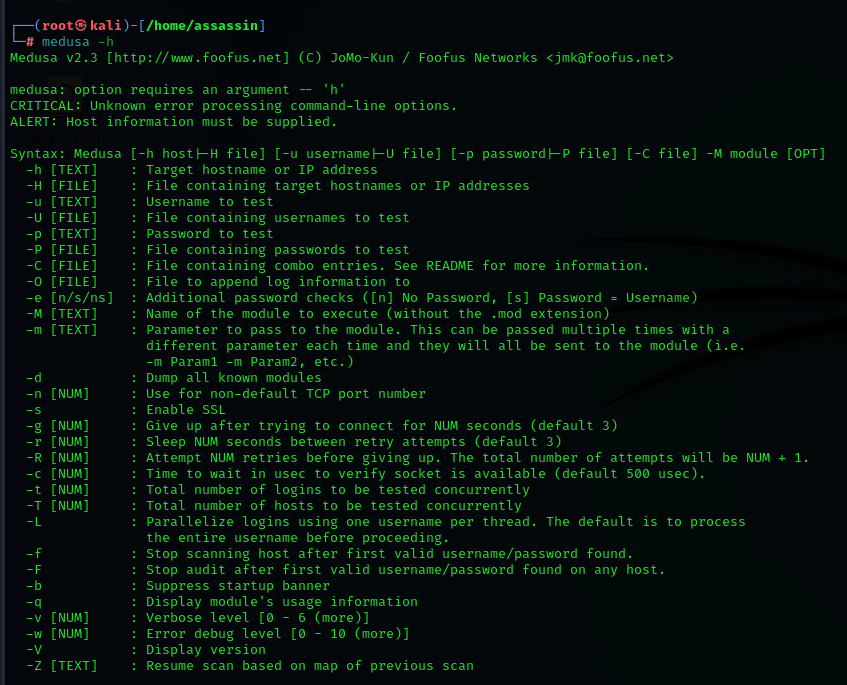 ┌──(root㉿kali)-[/home/assassin]
└─# medusa -h
Medusa v2.3 [http://www.foofus.net] (C) JoMo-Kun / Foofus Networks <jmk@foofus.net>
medusa: option requires an argument -- 'h'
CRITICAL: Unknown error processing command-line options.
ALERT: Host information must be supplied.
Syntax: Medusa [-h host|-H file] [-u username|-U file] [-p password|-P file] [-C file] -M module [OPT]
-h [TEXT] : Target hostname or IP address
-H [FILE] : File containing target hostnames or IP addresses
-u [TEXT] : Username to test
-U [FILE] : File containing usernames to test
-p [TEXT] : Password to test
-P [FILE] : File containing passwords to test
-C [FILE] : File containing combo entries. See README for more information.
-O [FILE] : File to append log information to
-e [n/s/ns] : Additional password checks ([n] No Password, [s] Password = Username)
-M [TEXT] : Name of the module to execute (without the .mod extension)
-m [TEXT] : Parameter to pass to the module. This can be passed multiple times with a
different parameter each time and they will all be sent to the module (i.e.
-m Param1 -m Param2, etc.)
-d : Dump all known modules
-n [NUM] : Use for non-default TCP port number
-s : Enable SSL
-g [NUM] : Give up after trying to connect for NUM seconds (default 3)
-r [NUM] : Sleep NUM seconds between retry attempts (default 3)
-R [NUM] : Attempt NUM retries before giving up. The total number of attempts will be NUM + 1.
-c [NUM] : Time to wait in usec to verify socket is available (default 500 usec).
-t [NUM] : Total number of logins to be tested concurrently
-T [NUM] : Total number of hosts to be tested concurrently
-L : Parallelize logins using one username per thread. The default is to process
the entire username before proceeding.
-f : Stop scanning host after first valid username/password found.
-F : Stop audit after first valid username/password found on any host.
-b : Suppress startup banner
-q : Display module's usage information
-v [NUM] : Verbose level [0 - 6 (more)]
-w [NUM] : Error debug level [0 - 10 (more)]
-V : Display version
-Z [TEXT] : Resume scan based on map of previous scan